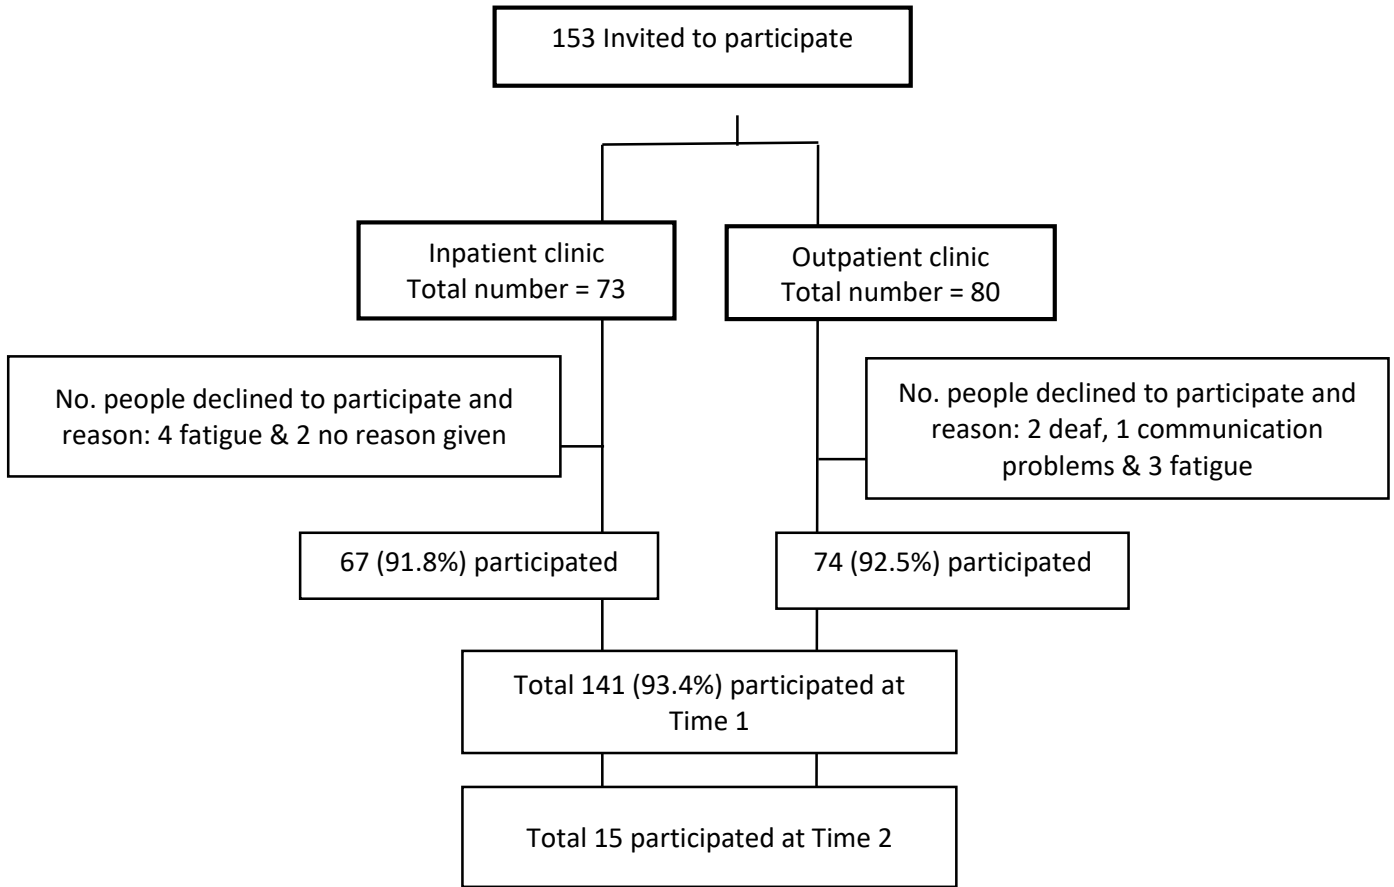 153 Invited to participate
Inpatient clinic
Total number = 73
Outpatient clinic
Total number = 80
No. people declined to participate and
reason: 4 fatigue & 2 no reason given
No. people declined to participate and
reason: 2 deaf, 1 communication
problems & 3 fatigue
67 (91.8%) participated
74 (92.5%) participated
Total 141 (93.4%) participated at
Time 1
Total 15 participated at Time 2